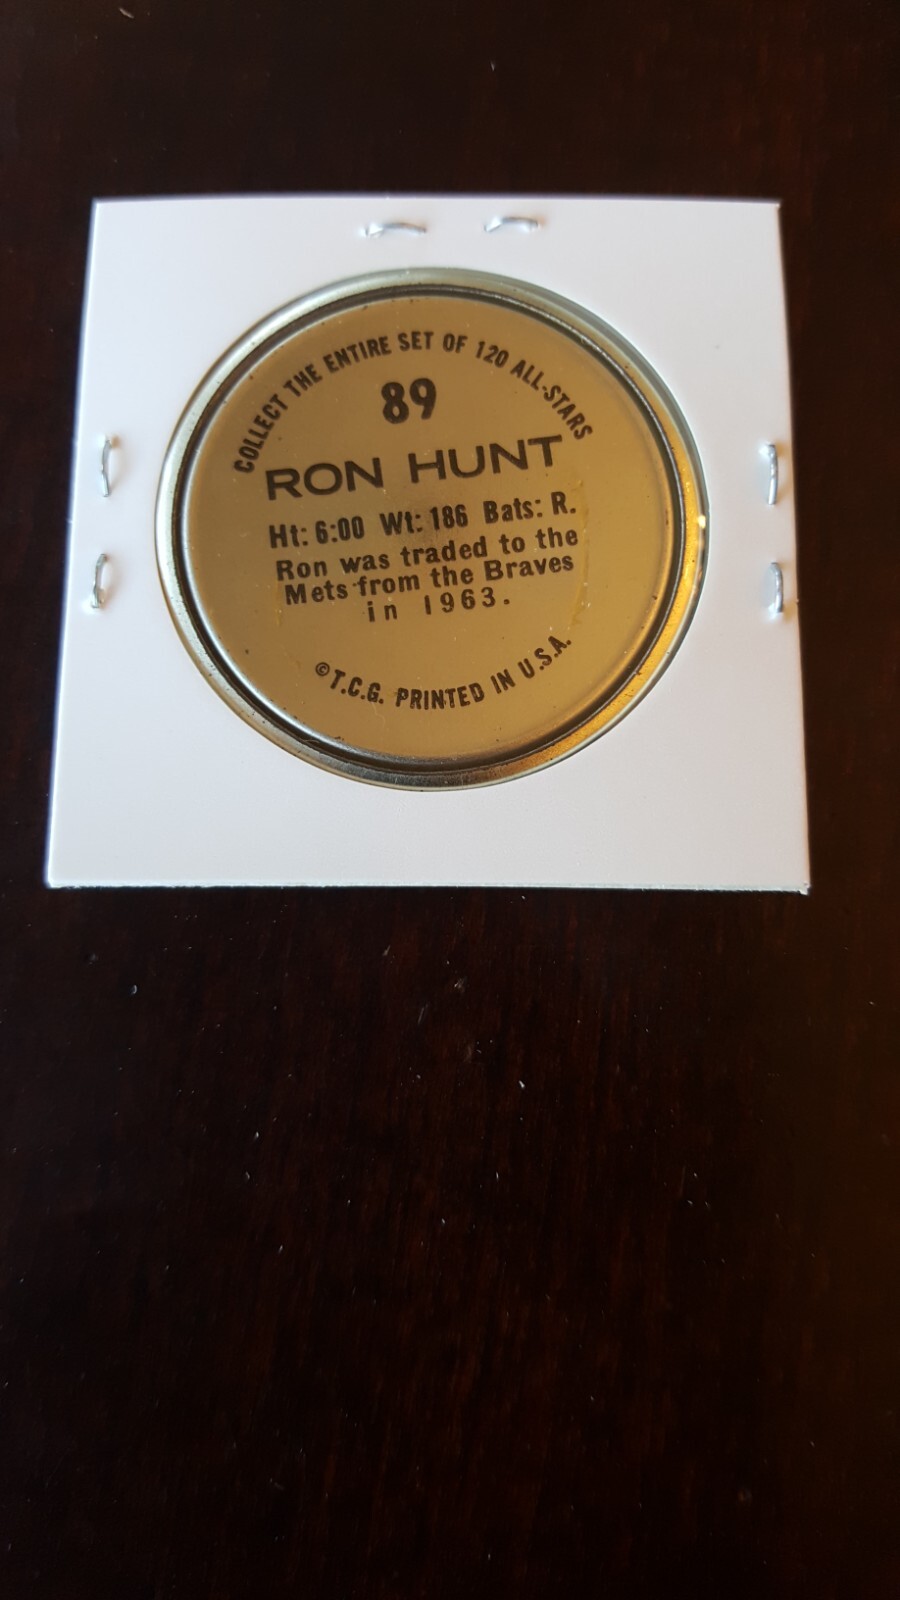 COLLECT THE ENTIRE SET OF 120 ALL-STARS
89
RON HUNT
Ht: 6:00 Wt: 186 Bats: R.
Ron was traded to the
Mets from the Braves
in 1963.
©T.C.G. PRINTED IN U.S.A.